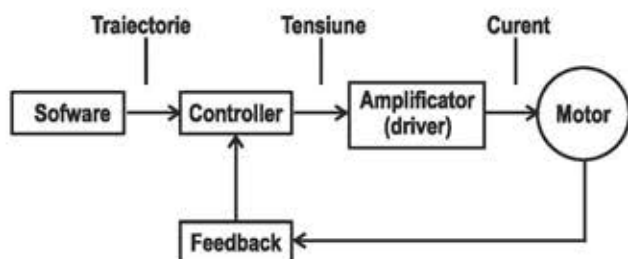 Traiectorie
Tensiune
Curent
Sofware
Controller
Amplificator
(driver)
Motor
Feedback